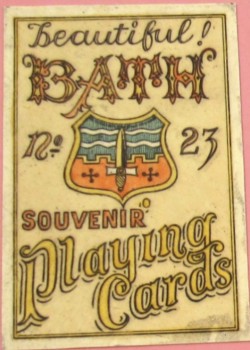 beautiful!
BATH
No. 23
SOUVENIR
Playing
Cards